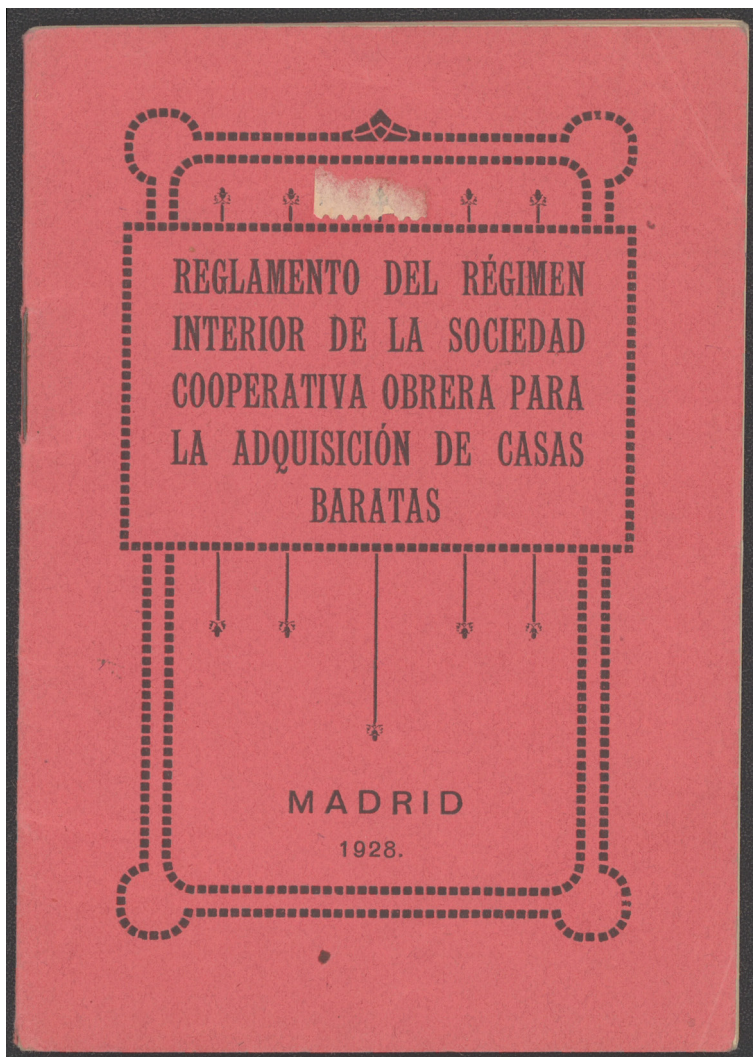 REGLAMENTO DEL RÉGIMEN
INTERIOR DE LA SOCIEDAD
COOPERATIVA OBRERA PARA
LA ADQUISICIÓN DE CASAS
BARATAS
MADRID
1928.